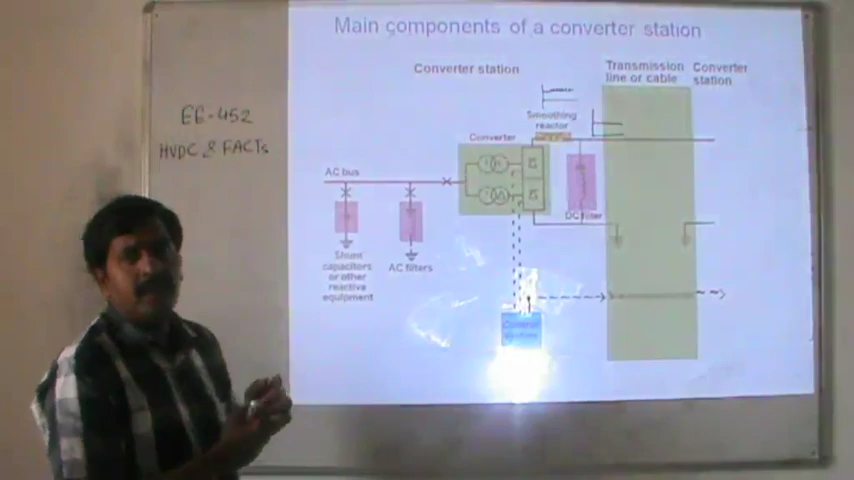 Main components of a converter station
Converter station
Transmission
line or cable
Converter
station
EE-452
HVDC & FACTs
Smoothing
reactor
Converter
AC bus
DC filter
Shunt
capacitors
or other
reactive
equipment
AC filters
Control